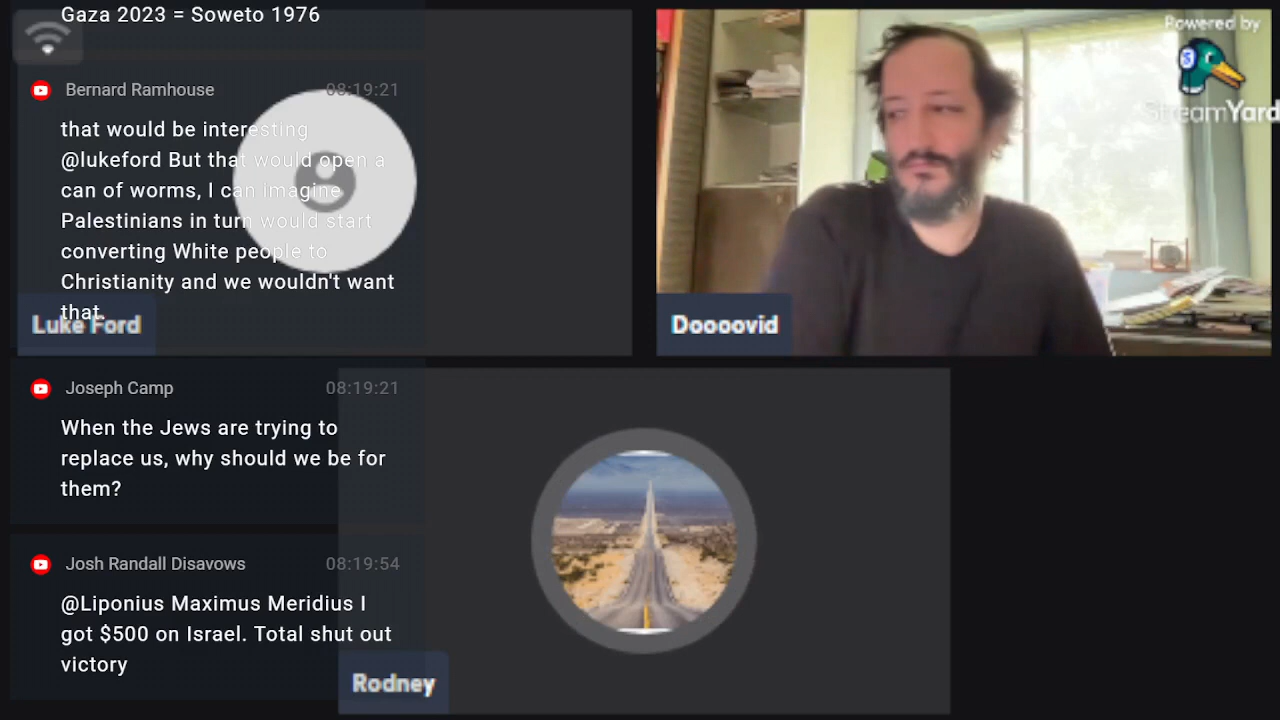 Gaza 2023 = Soweto 1976
Bernard Ramhouse 08:19:21
that would be interesting
@lukeford But that would open a
can of worms, I can imagine
Palestinians in turn would start
converting White people to
Christianity and we wouldn't want
that.
Luke Ford
Powered by
StreamYard
Doooovid
Joseph Camp 08:19:21
When the Jews are trying to
replace us, why should we be for
them?
Josh Randall Disavows 08:19:54
@Liponius Maximus Meridius I
got $500 on Israel. Total shut out
victory
Rodney